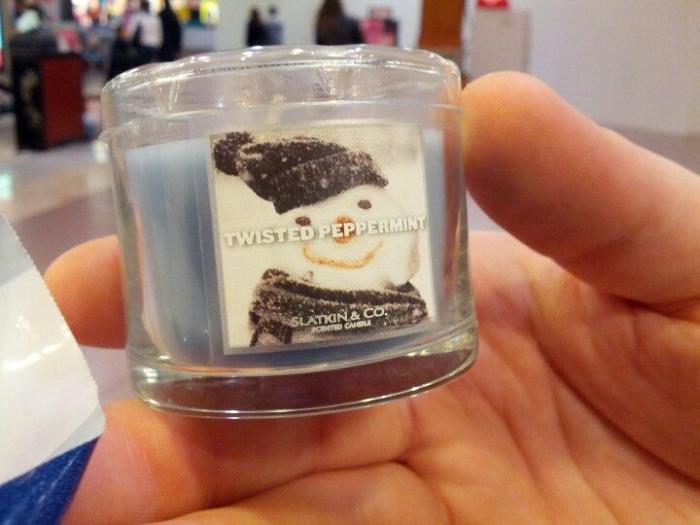 TWISTED PEPPERMINT
SLATKIN & CO.
SCENTED CANDLE